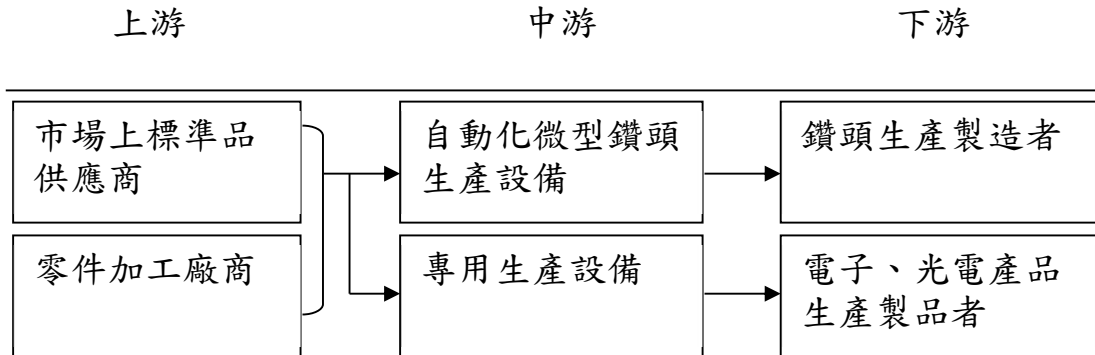 上游 中游 下游
市場上標準品
供應商
自動化微型鑽頭
生產設備
鑽頭生產製造者
零件加工廠商
專用生產設備
電子、光電產品
生產製品者